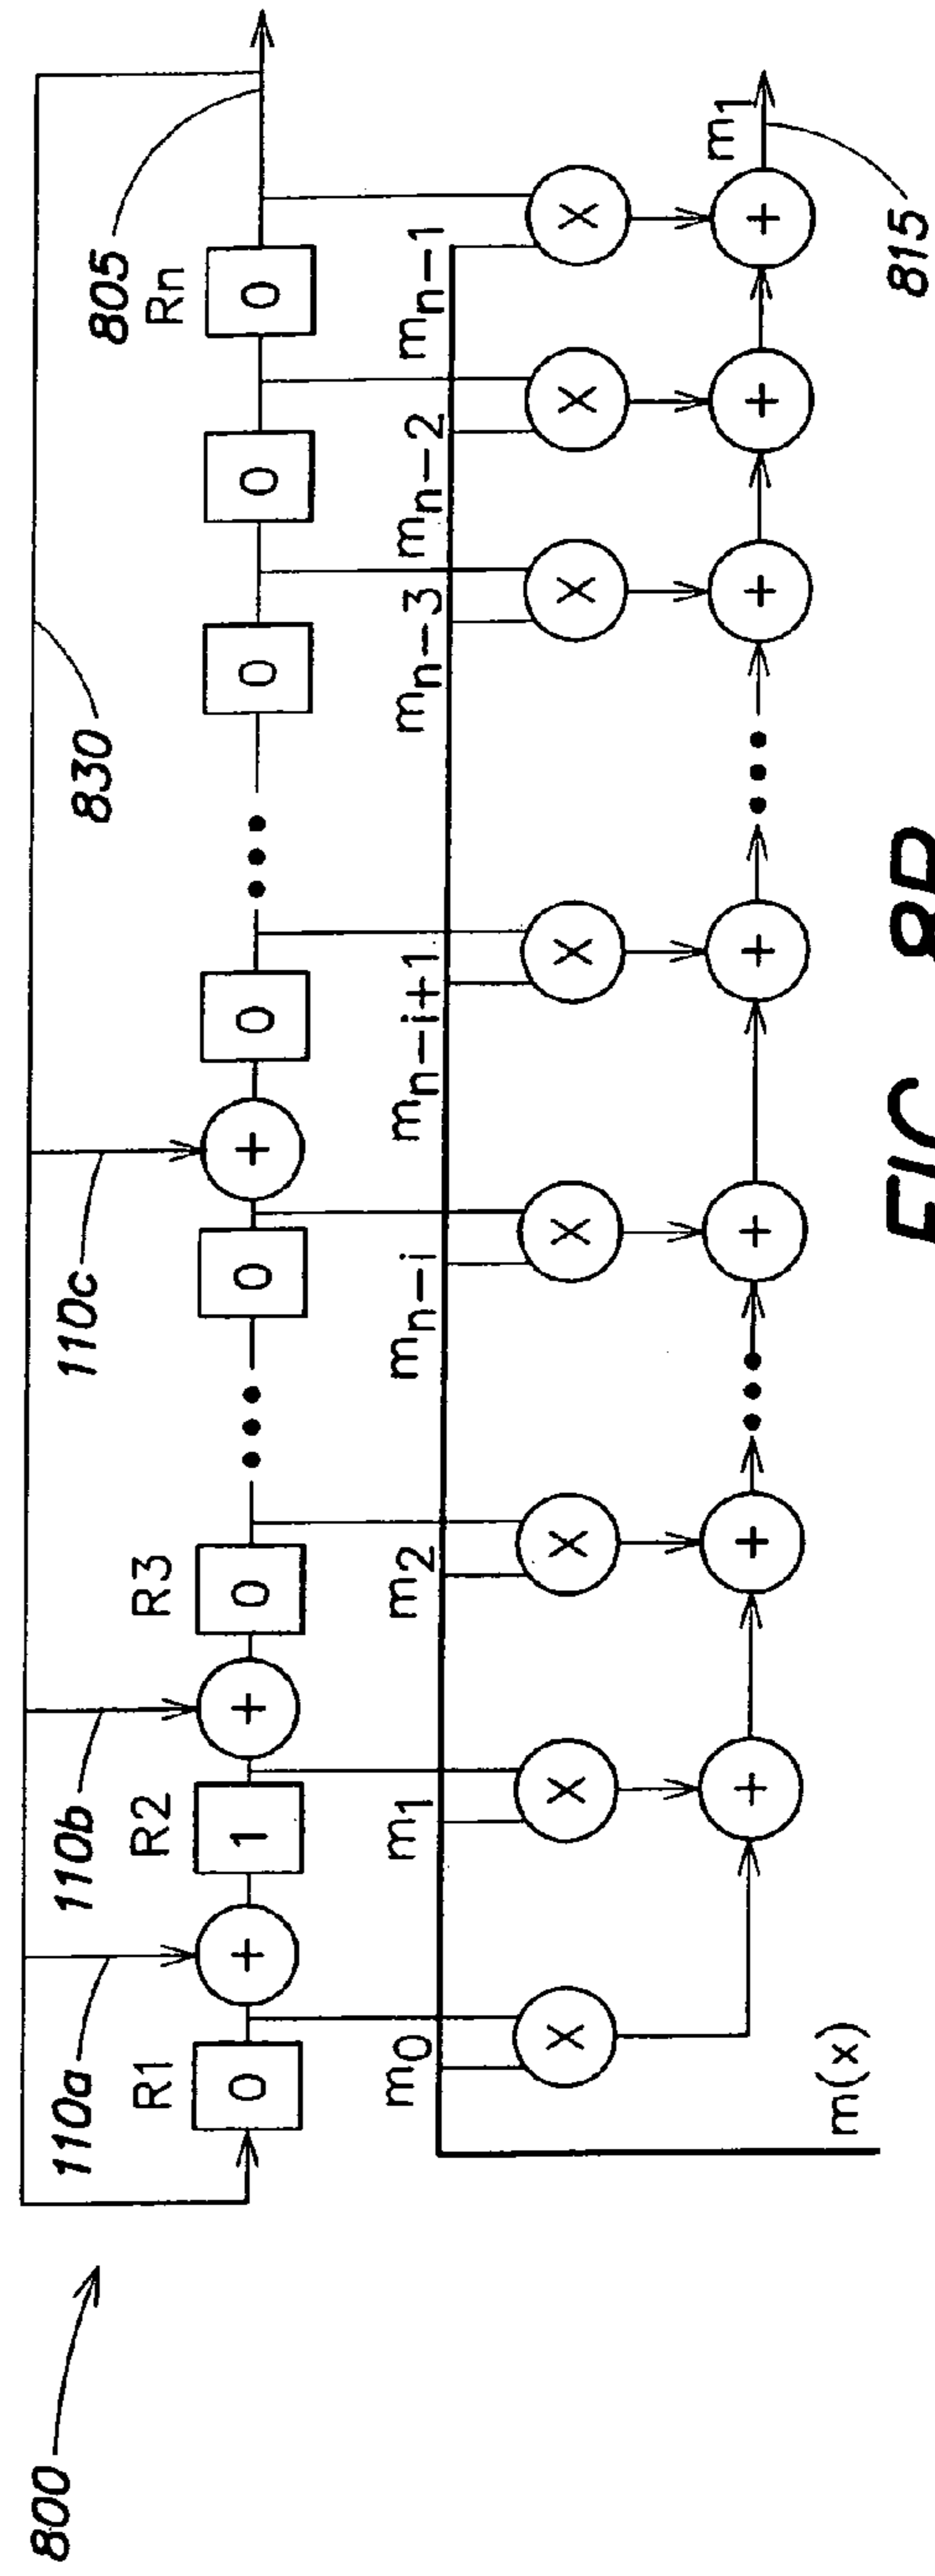 800
830
805
110a
110b
110c
R1
R2
R3
Rn
0
+
1
+
0
0
+
0
0
0
0
m₀
m₁
m₂
mₙ₋ᵢ
mₙ₋ᵢ₊₁
mₙ₋₃
mₙ₋₂
mₙ₋₁
X
X
X
X
X
X
X
X
+
+
+
+
+
+
+
m₁
m(x)
815